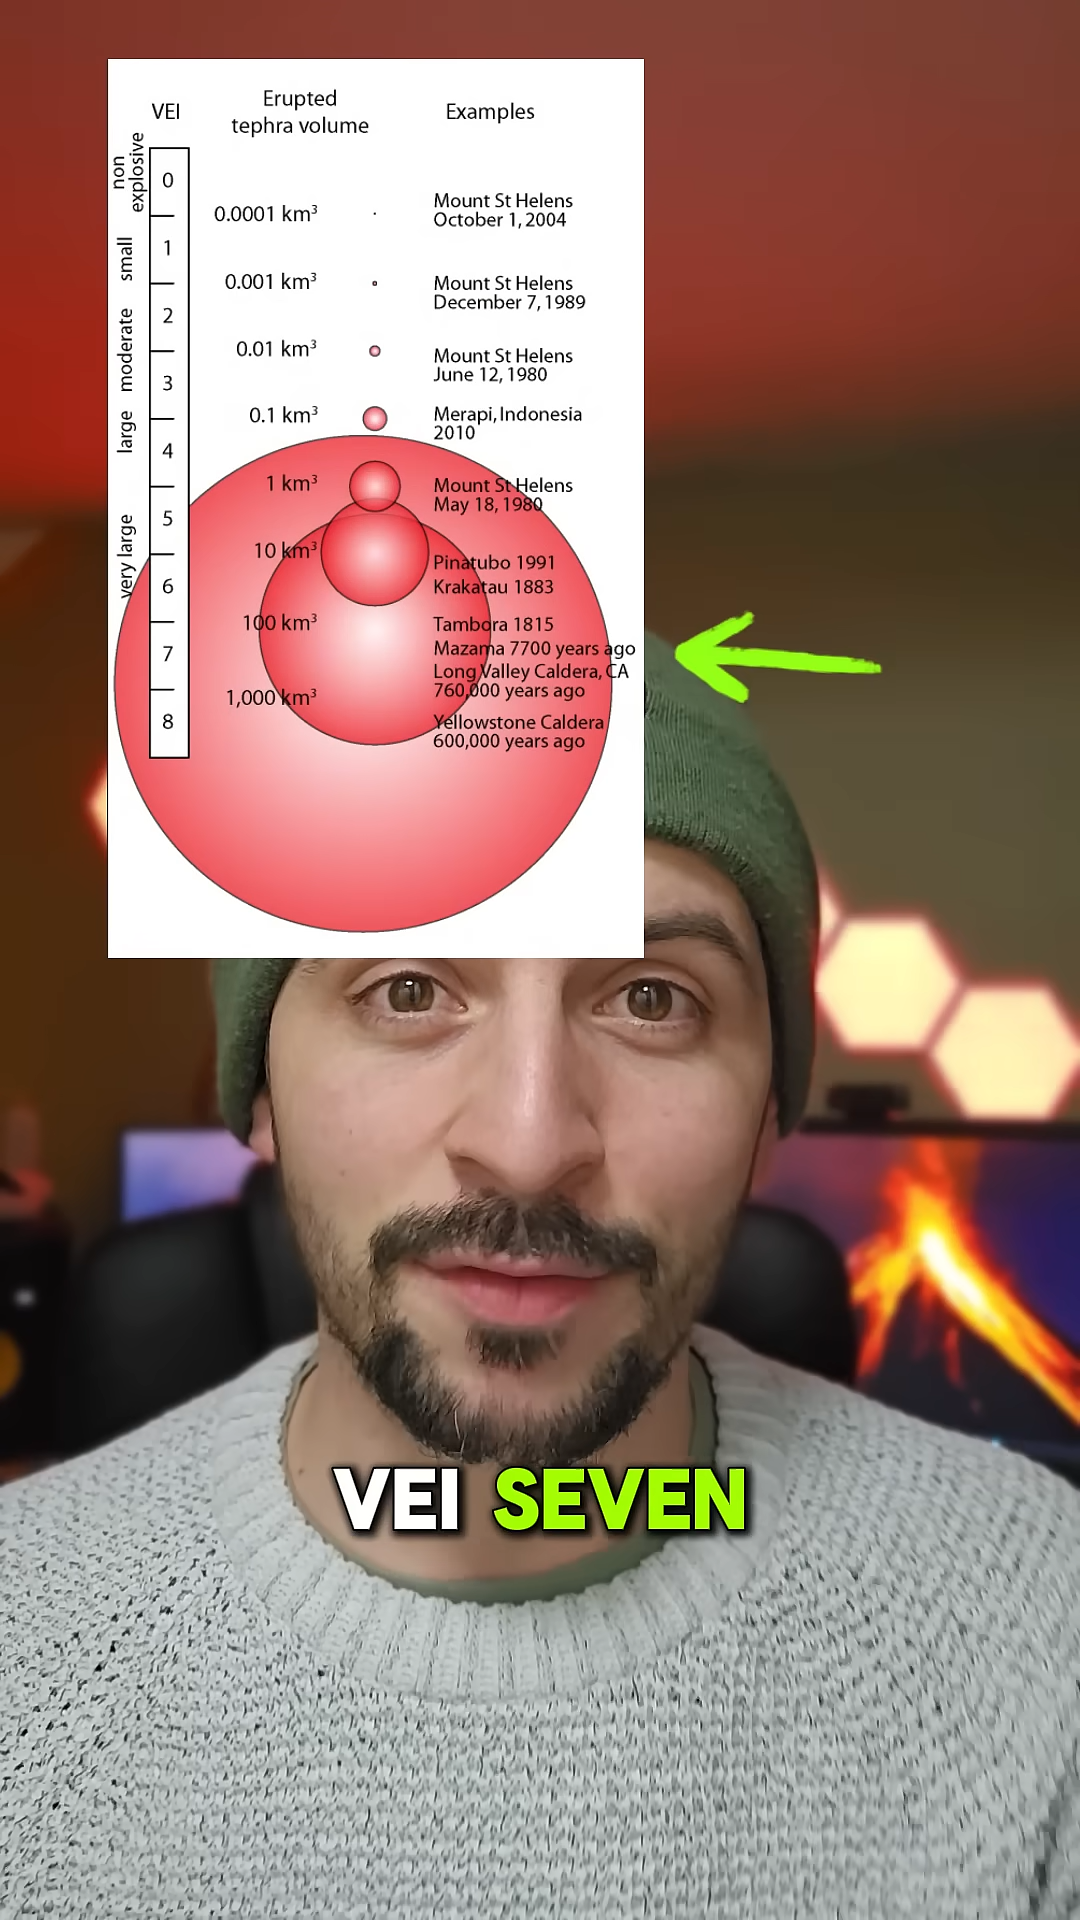 VEI
Erupted
tephra volume
Examples
non
explosive
small
moderate
large
very large
0
1
2
3
4
5
6
7
8
0.0001 km³
0.001 km³
0.01 km³
0.1 km³
1 km³
10 km³
100 km³
1,000 km³
Mount St Helens
October 1, 2004
Mount St Helens
December 7, 1989
Mount St Helens
June 12, 1980
Merapi, Indonesia
2010
Mount St Helens
May 18, 1980
Pinatubo 1991
Krakatau 1883
Tambora 1815
Mazama 7700 years ago
Long Valley Caldera, CA
760,000 years ago
Yellowstone Caldera
600,000 years ago
VEI SEVEN